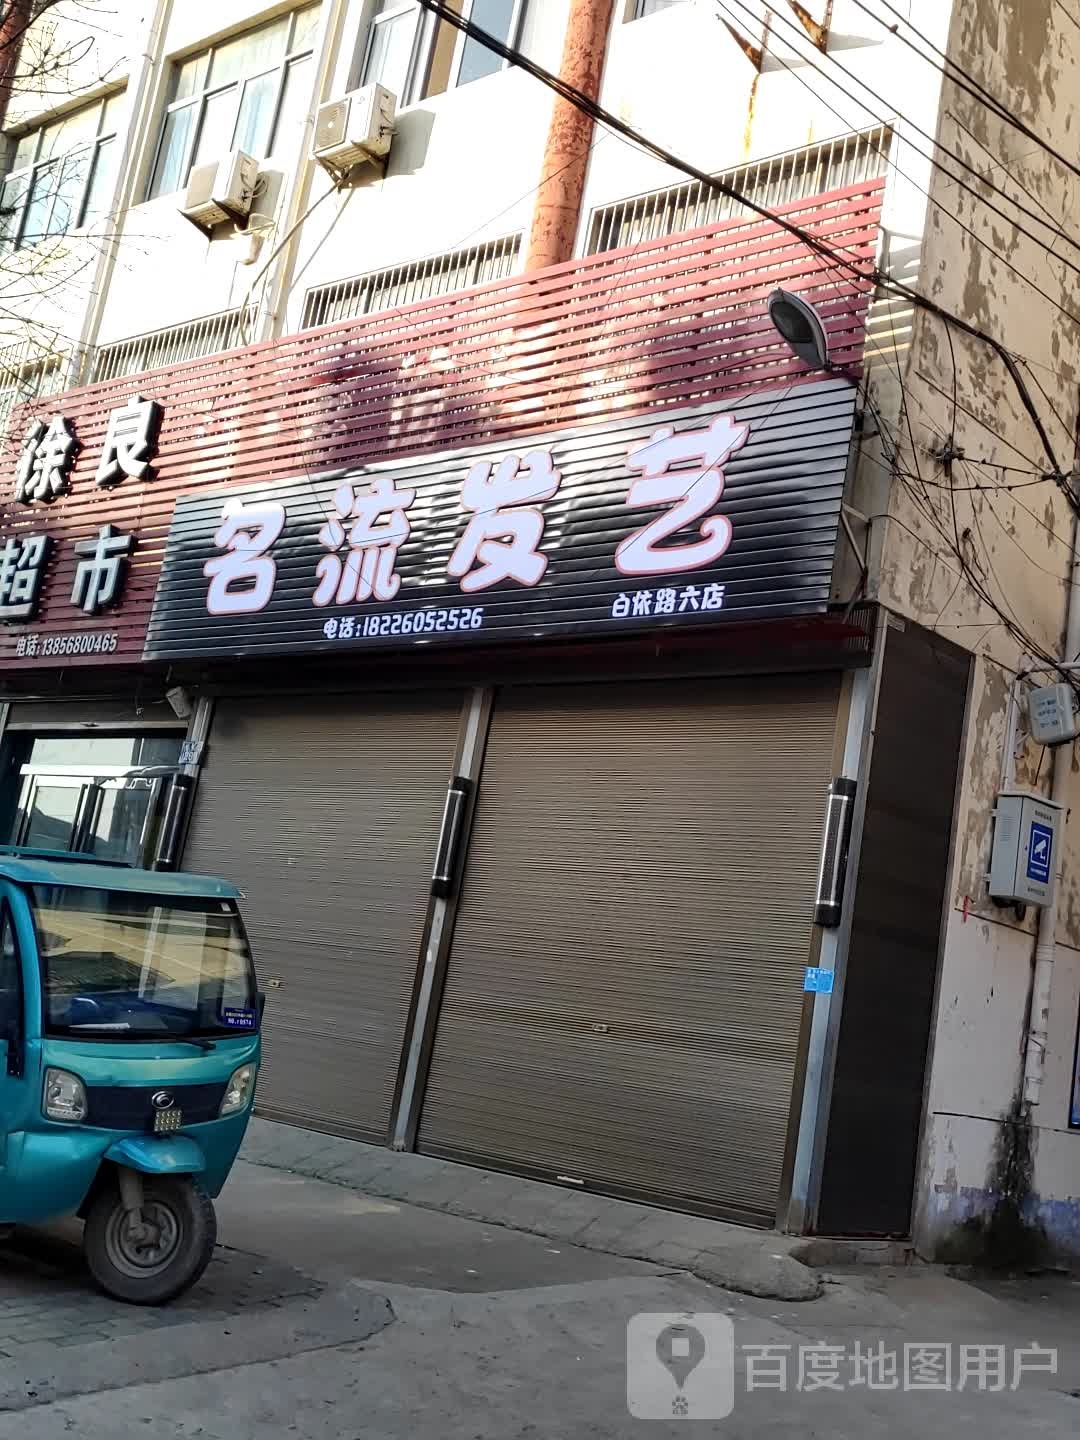 徐良
超市
电话:13856800465
名流发艺
电话:18226052526
白依路六店
百度地图用户